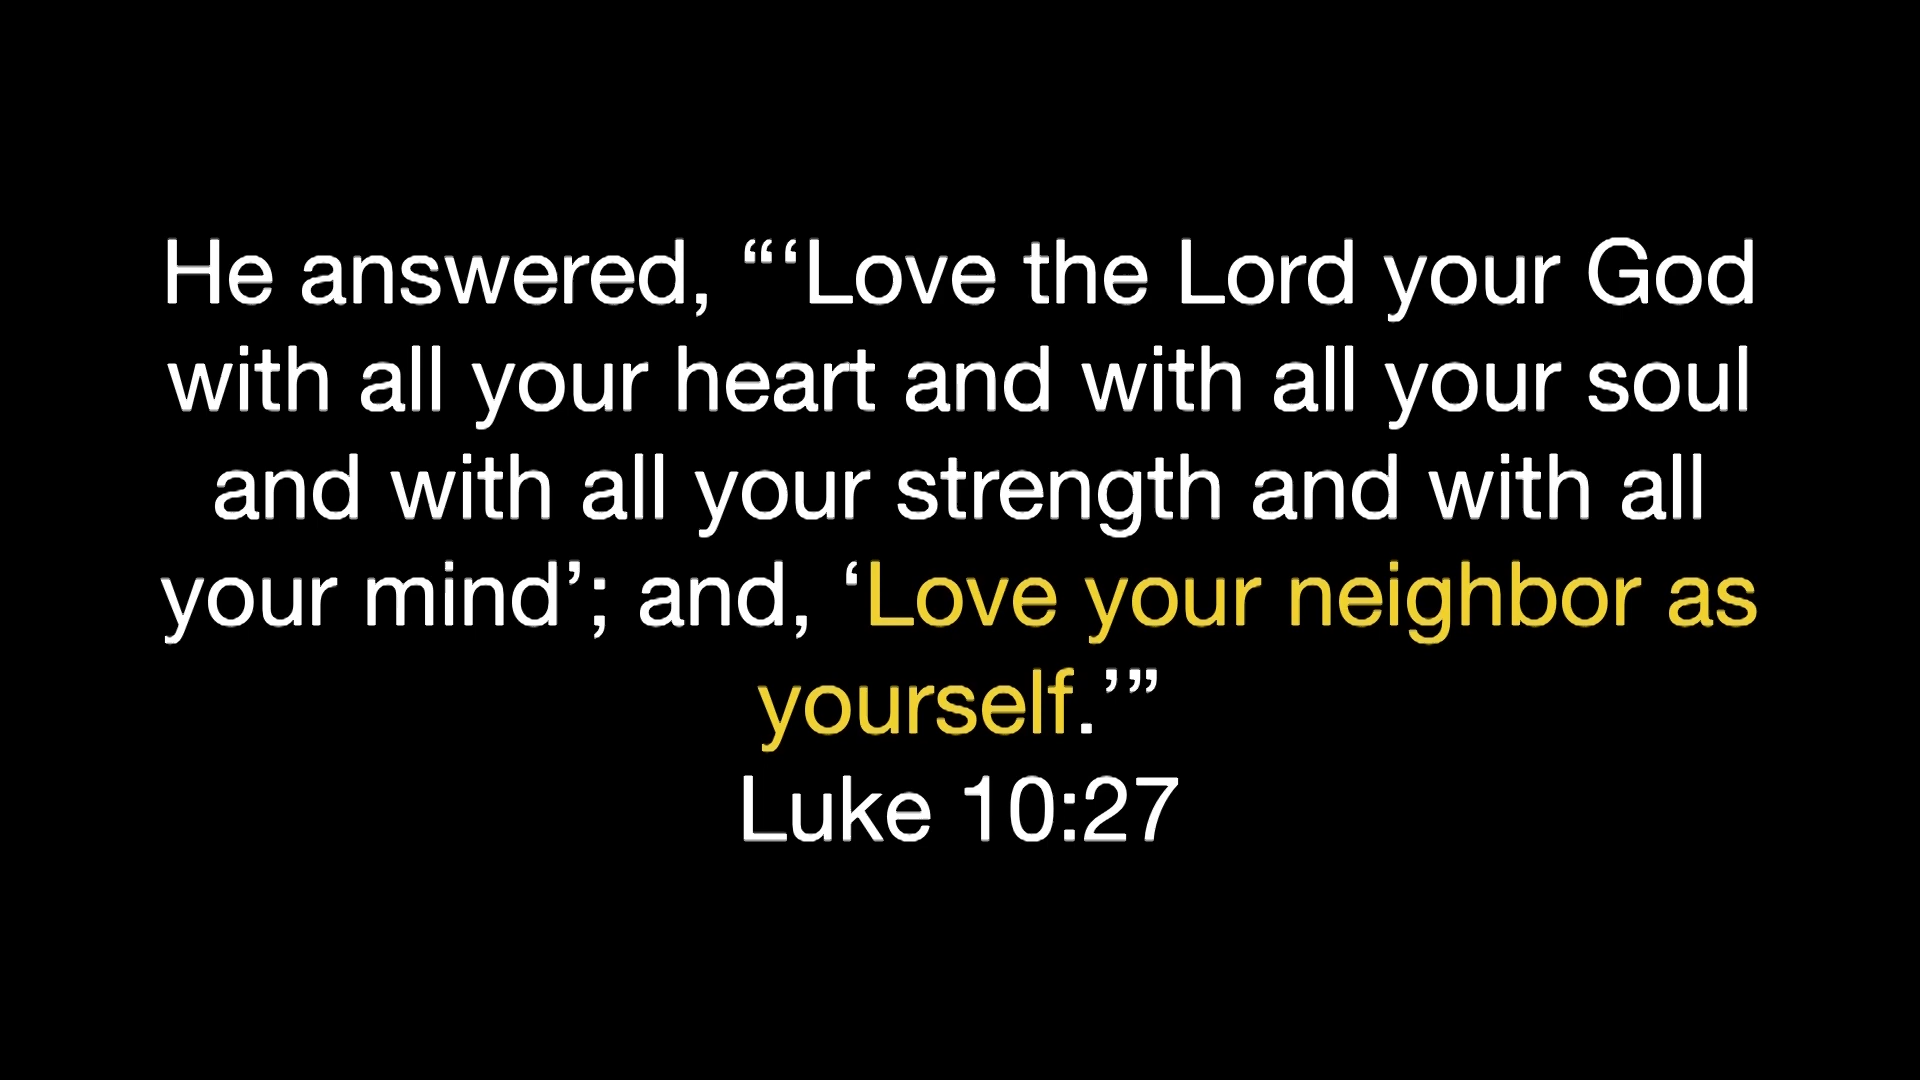 He answered, “‘Love the Lord your God
with all your heart and with all your soul
and with all your strength and with all
your mind’; and, ‘Love your neighbor as
yourself.’”
Luke 10:27